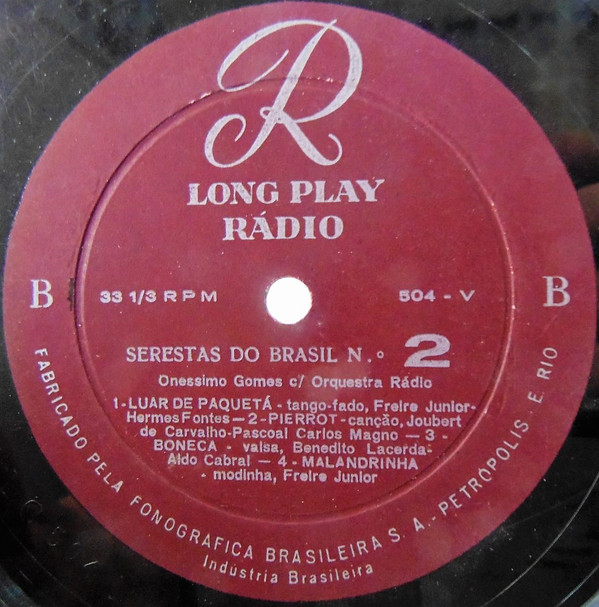 R
LONG PLAY
RÁDIO
B
33 1/3 R P M
504 - V
B
SERESTAS DO BRASIL N.º 2
Onessimo Gomes c/ Orquestra Rádio
1-LUAR DE PAQUETÁ - tango-fado, Freire Junior-
Hermes Fontes — 2 - PIERROT - canção, Joubert
de Carvalho-Pascoal Carlos Magno — 3 -
BONECA - valsa, Benedito Lacerda-
Aldo Cabral — 4 - MALANDRINHA
- modinha, Freire Junior
FABRICADO PELA FONOGRAFICA BRASILEIRA S. A. - PETRÓPOLIS - E. RIO
Indústria Brasileira